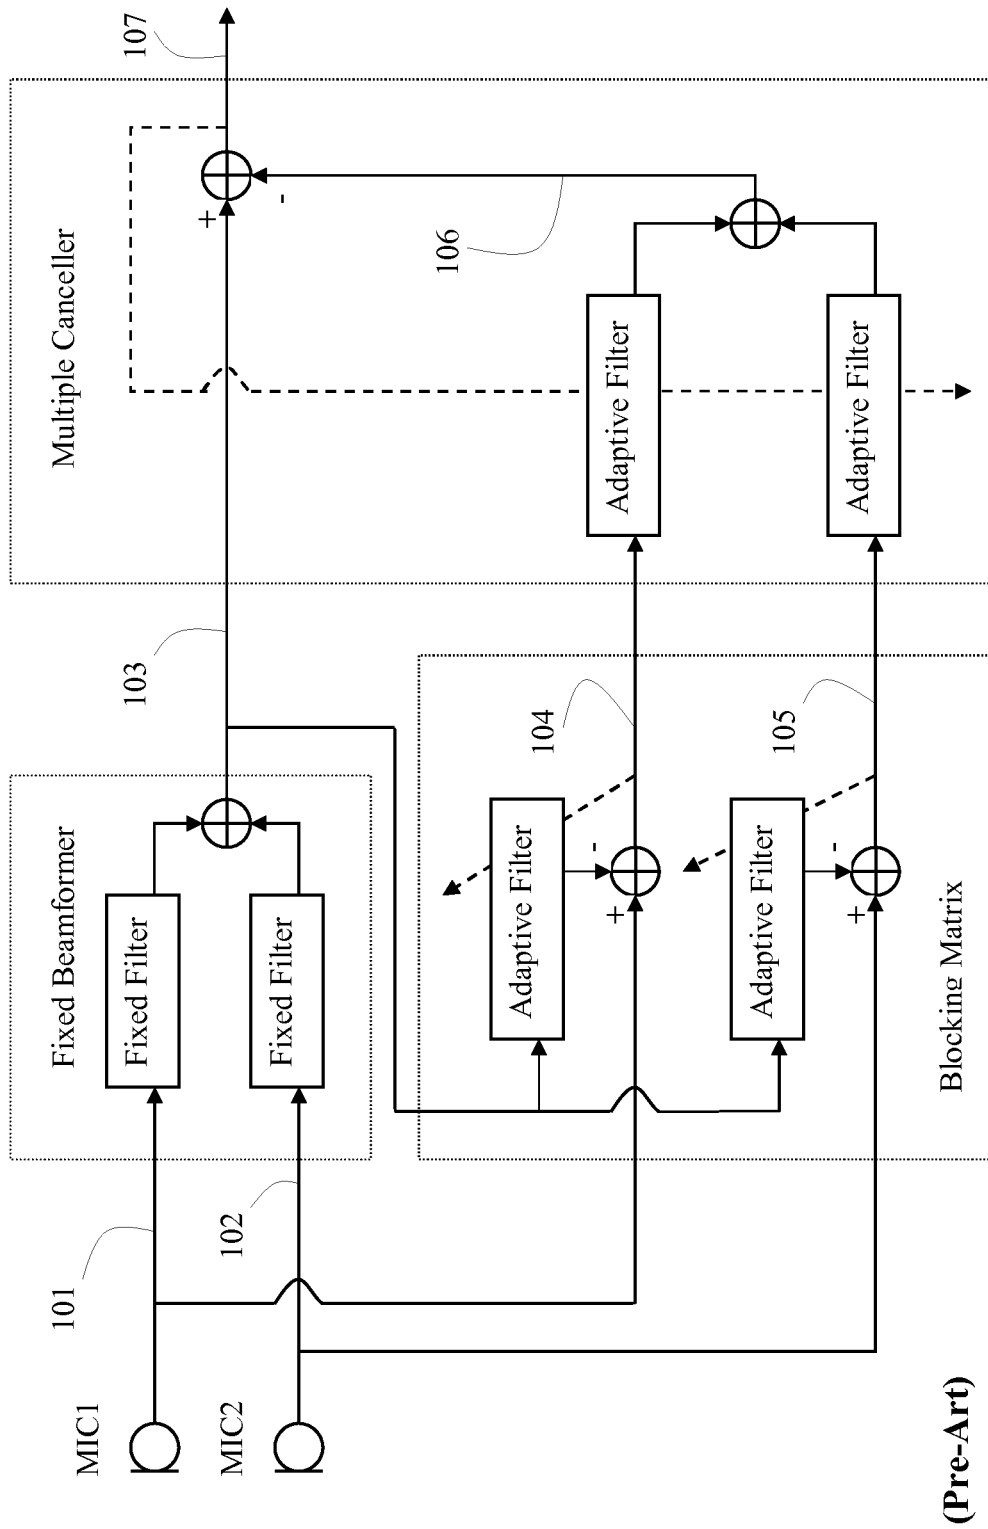 MIC1
MIC2
101
102
Fixed Beamformer
Fixed Filter
Fixed Filter
103
Adaptive Filter
Adaptive Filter
-
+
-
+
104
105
Blocking Matrix
Multiple Canceller
Adaptive Filter
Adaptive Filter
106
+
-
107
(Pre-Art)